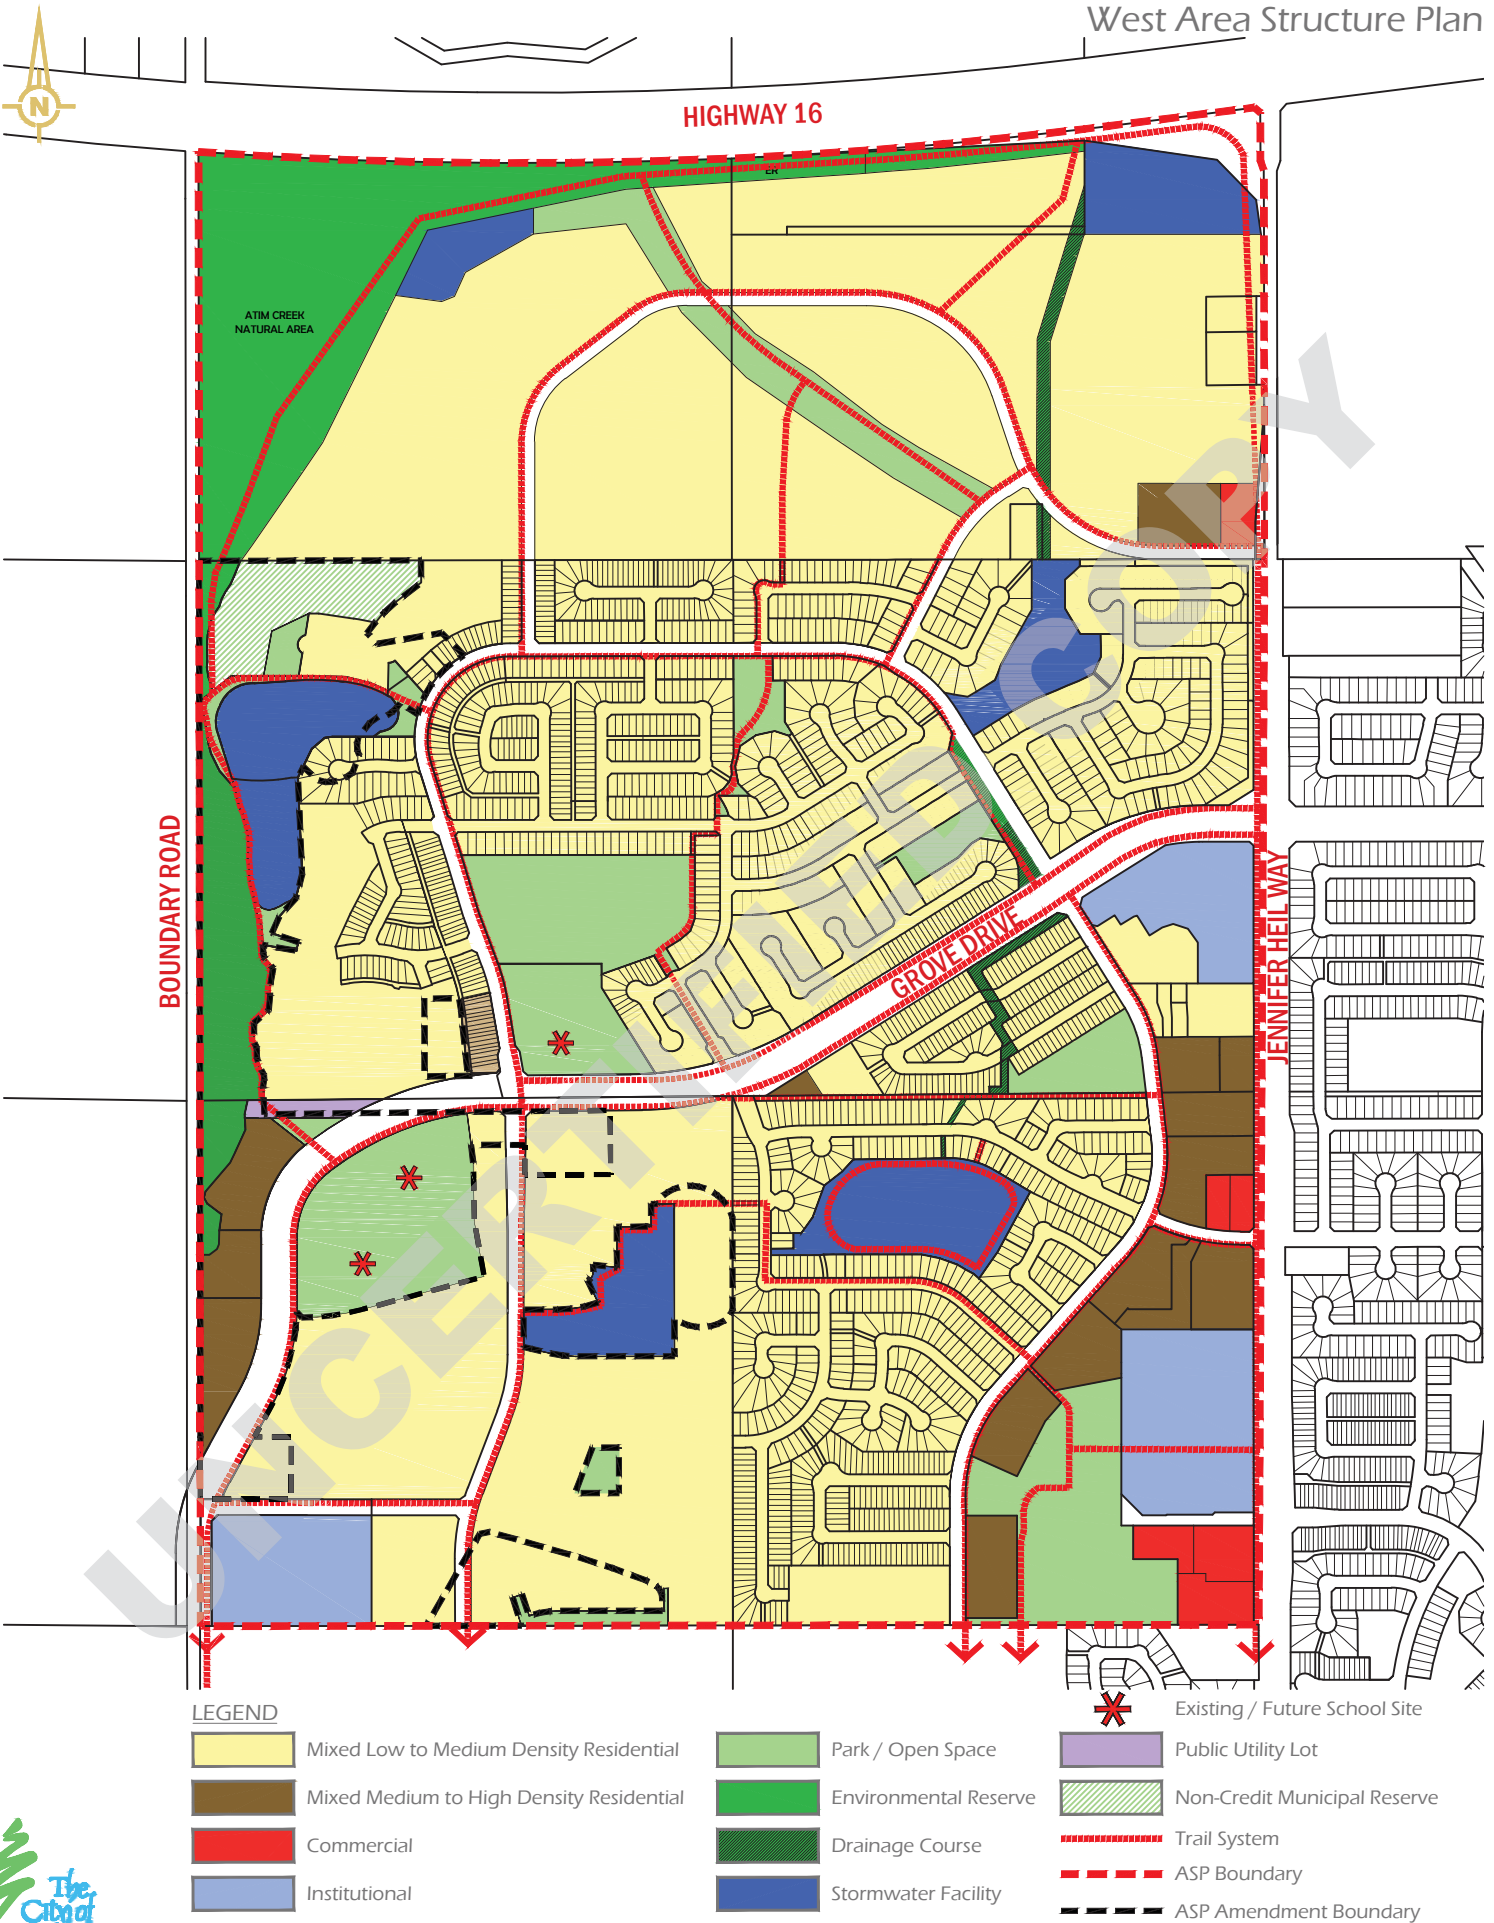 West Area Structure Plan
N
HIGHWAY 16
ER
ATIM CREEK
NATURAL AREA
BOUNDARY ROAD
GROVE DRIVE
JENNIFER HEIL WAY
UNCERTIFIED COPY
LEGEND
Mixed Low to Medium Density Residential
Mixed Medium to High Density Residential
Commercial
Institutional
Park / Open Space
Environmental Reserve
Drainage Course
Stormwater Facility
Existing / Future School Site
Public Utility Lot
Non-Credit Municipal Reserve
Trail System
ASP Boundary
ASP Amendment Boundary
The
City of